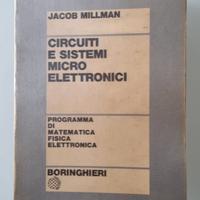 JACOB MILLMAN
CIRCUITI
E SISTEMI
MICRO
ELETTRONICI
PROGRAMMA
DI
MATEMATICA
FISICA
ELETTRONICA
BORINGHIERI